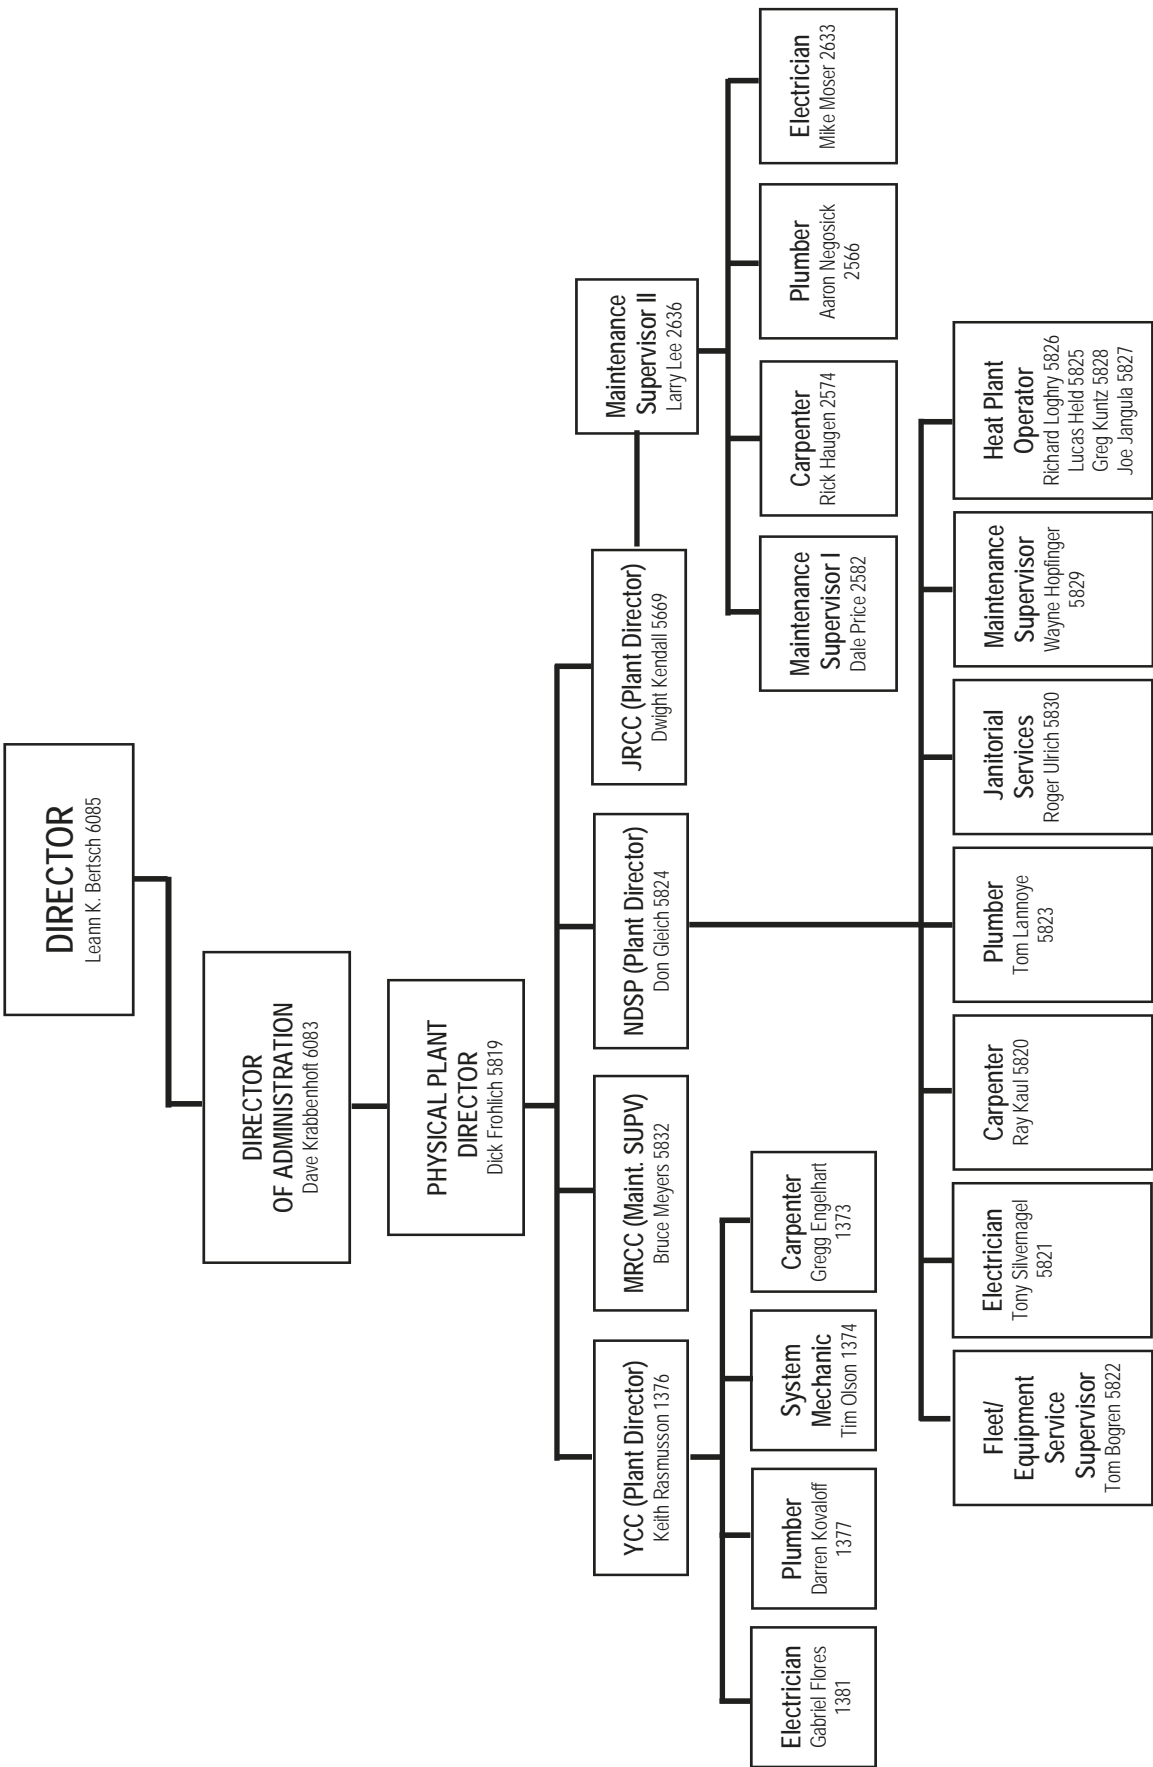 DIRECTOR
Leann K. Bertsch 6085
DIRECTOR
OF ADMINISTRATION
Dave Krabbenhoft 6083
PHYSICAL PLANT
DIRECTOR
Dick Frohlich 5819
YCC (Plant Director)
Keith Rasmusson 1376
MRCC (Maint. SUPV)
Bruce Meyers 5832
NDSP (Plant Director)
Don Gleich 5824
JRCC (Plant Director)
Dwight Kendall 5669
Maintenance
Supervisor II
Larry Lee 2636
Electrician
Gabriel Flores
1381
Plumber
Darren Kovaloff
1377
System
Mechanic
Tim Olson 1374
Carpenter
Gregg Engelhart
1373
Maintenance
Supervisor I
Dale Price 2582
Carpenter
Rick Haugen 2574
Plumber
Aaron Negosick
2566
Electrician
Mike Moser 2633
Fleet/
Equipment
Service
Supervisor
Tom Bogren 5822
Electrician
Tony Silvernagel
5821
Carpenter
Ray Kaul 5820
Plumber
Tom Lannoye
5823
Janitorial
Services
Roger Ulrich 5830
Maintenance
Supervisor
Wayne Hopfinger
5829
Heat Plant
Operator
Richard Loghry 5826
Lucas Held 5825
Greg Kuntz 5828
Joe Jangula 5827